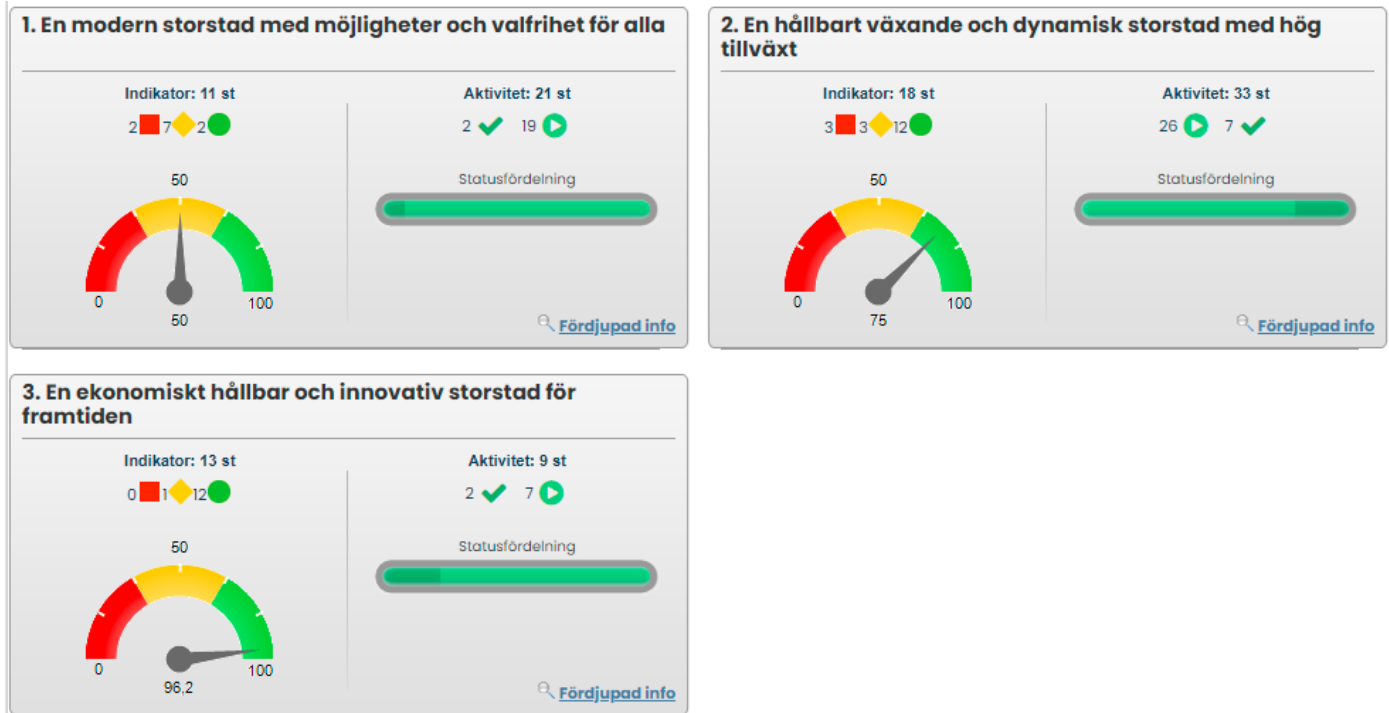 1. En modern storstad med möjligheter och valfrihet för alla
Indikator: 11 st
2 7 2
50
0
100
50
Aktivitet: 21 st
2 19
Statusfördelning
Fördjupad info
2. En hållbart växande och dynamisk storstad med hög
tillväxt
Indikator: 18 st
3 3 12
50
0
100
75
Aktivitet: 33 st
26 7
Statusfördelning
Fördjupad info
3. En ekonomiskt hållbar och innovativ storstad för
framtiden
Indikator: 13 st
0 1 12
50
0
100
96,2
Aktivitet: 9 st
2 7
Statusfördelning
Fördjupad info